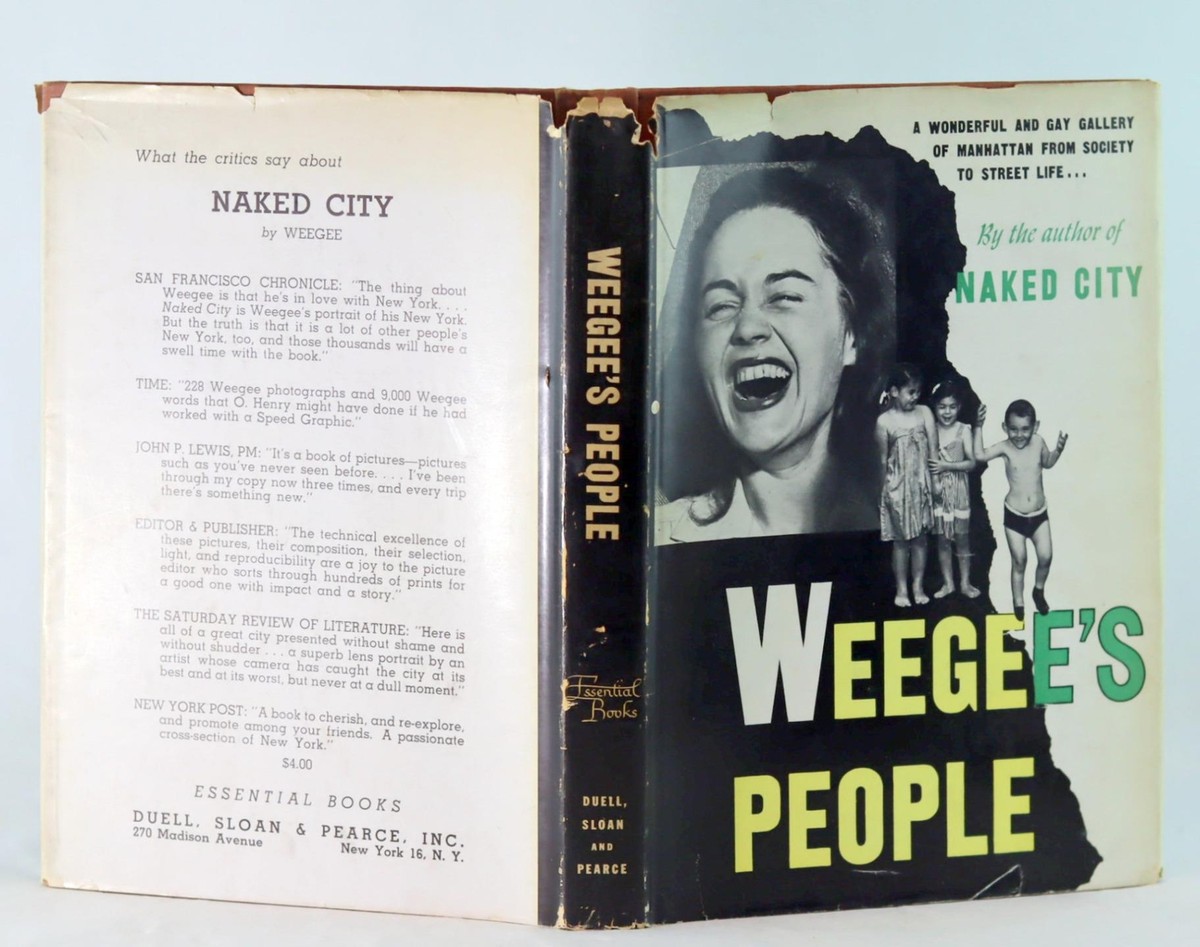 What the critics say about
NAKED CITY
by WEEGEE
SAN FRANCISCO CHRONICLE: "The thing about
Weegee is that he's in love with New York. . . .
Naked City is Weegee's portrait of his New York.
But the truth is that it is a lot of other people's
New York, too, and those thousands will have a
swell time with the book."
TIME: "228 Weegee photographs and 9,000 Weegee
words that O. Henry might have done if he had
worked with a Speed Graphic."
JOHN P. LEWIS, PM: "It's a book of pictures—pictures
such as you've never seen before. . . . I've been
through my copy now three times, and every trip
there's something new."
EDITOR & PUBLISHER: "The technical excellence of
these pictures, their composition, their selection,
light, and reproducibility are a joy to the picture
editor who sorts through hundreds of prints for
a good one with impact and a story."
THE SATURDAY REVIEW OF LITERATURE: "Here is
all of a great city presented without shame and
without shudder . . . a superb lens portrait by an
artist whose camera has caught the city at its
best and at its worst, but never at a dull moment."
NEW YORK POST: "A book to cherish, and re-explore,
and promote among your friends. A passionate
cross-section of New York."
$4.00
ESSENTIAL BOOKS
DUELL, SLOAN & PEARCE, INC.
270 Madison Avenue New York 16, N. Y.
WEEGEE'S PEOPLE
Essential
Books
DUELL,
SLOAN
AND
PEARCE
A WONDERFUL AND GAY GALLERY
OF MANHATTAN FROM SOCIETY
TO STREET LIFE...
By the author of
NAKED CITY
WEEGEE'S
PEOPLE